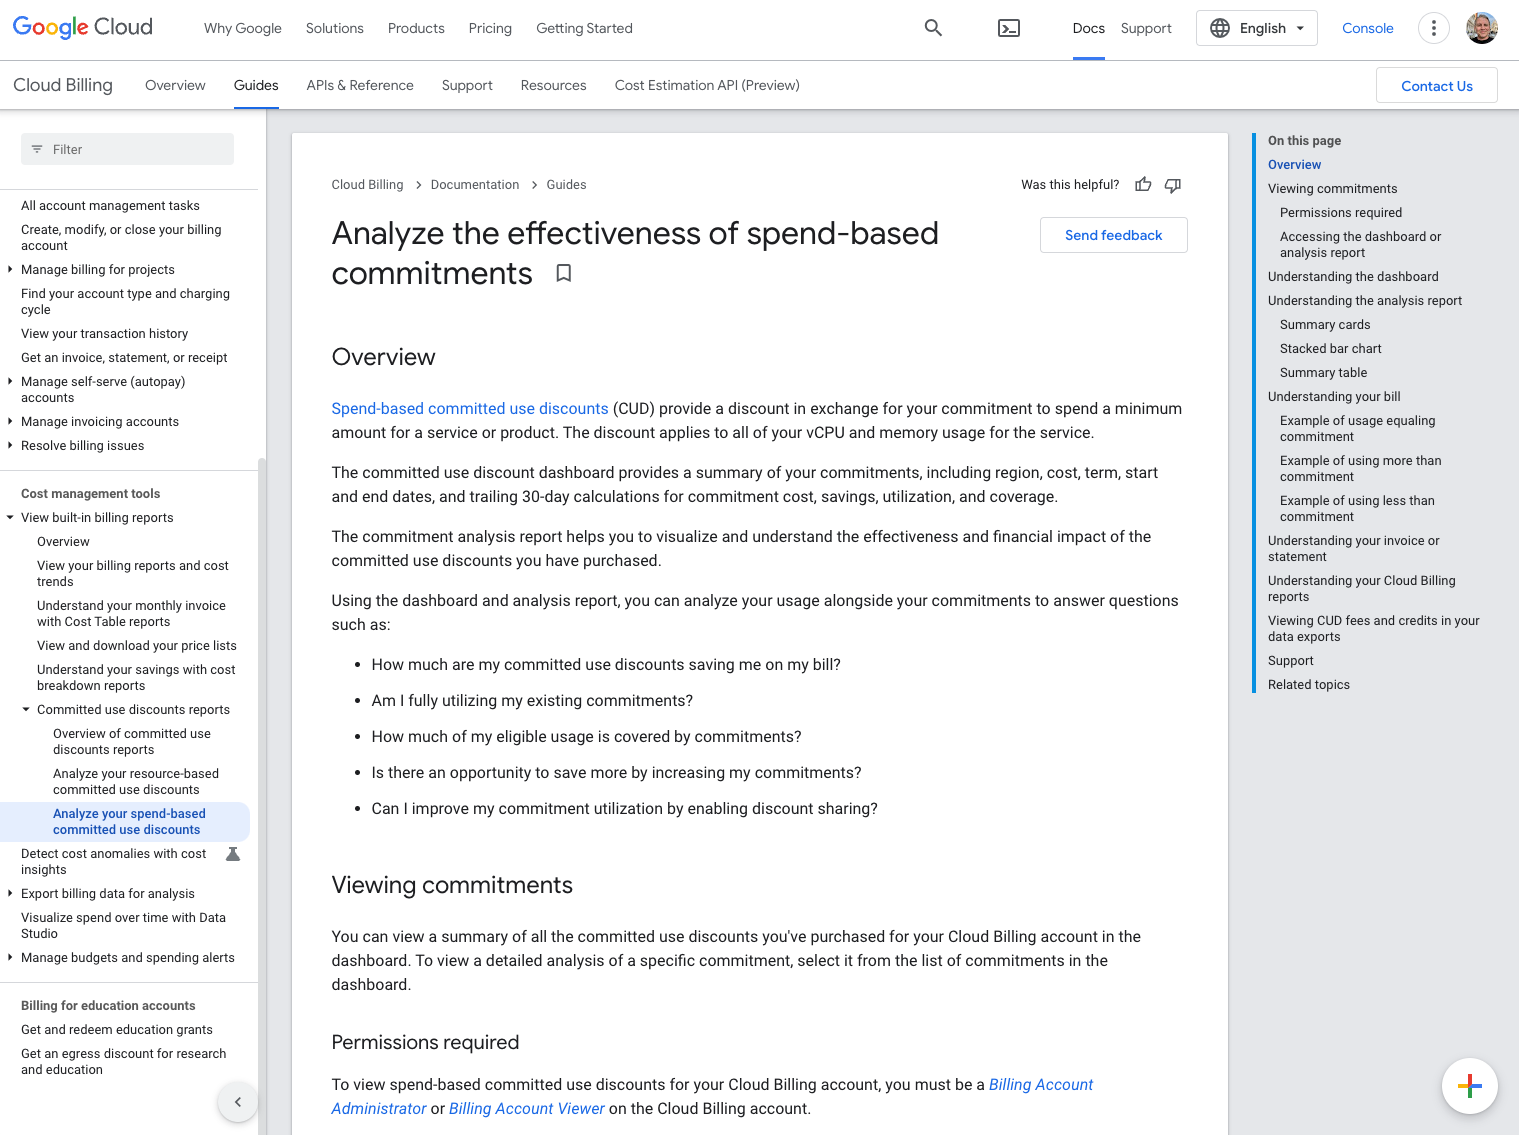 Google Cloud
Why Google
Solutions
Products
Pricing
Getting Started
Docs
Support
English
Console
Cloud Billing
Overview
Guides
APIs & Reference
Support
Resources
Cost Estimation API (Preview)
Contact Us
Filter
All account management tasks
Create, modify, or close your billing
account
Manage billing for projects
Find your account type and charging
cycle
View your transaction history
Get an invoice, statement, or receipt
Manage self-serve (autopay)
accounts
Manage invoicing accounts
Resolve billing issues
Cost management tools
View built-in billing reports
Overview
View your billing reports and cost
trends
Understand your monthly invoice
with Cost Table reports
View and download your price lists
Understand your savings with cost
breakdown reports
Committed use discounts reports
Overview of committed use
discounts reports
Analyze your resource-based
committed use discounts
Analyze your spend-based
committed use discounts
Detect cost anomalies with cost
insights
Export billing data for analysis
Visualize spend over time with Data
Studio
Manage budgets and spending alerts
Billing for education accounts
Get and redeem education grants
Get an egress discount for research
and education
Cloud Billing > Documentation > Guides
Was this helpful?
Analyze the effectiveness of spend-based
commitments
Send feedback
Overview
Spend-based committed use discounts (CUD) provide a discount in exchange for your commitment to spend a minimum
amount for a service or product. The discount applies to all of your vCPU and memory usage for the service.
The committed use discount dashboard provides a summary of your commitments, including region, cost, term, start
and end dates, and trailing 30-day calculations for commitment cost, savings, utilization, and coverage.
The commitment analysis report helps you to visualize and understand the effectiveness and financial impact of the
committed use discounts you have purchased.
Using the dashboard and analysis report, you can analyze your usage alongside your commitments to answer questions
such as:
• How much are my committed use discounts saving me on my bill?
• Am I fully utilizing my existing commitments?
• How much of my eligible usage is covered by commitments?
• Is there an opportunity to save more by increasing my commitments?
• Can I improve my commitment utilization by enabling discount sharing?
Viewing commitments
You can view a summary of all the committed use discounts you've purchased for your Cloud Billing account in the
dashboard. To view a detailed analysis of a specific commitment, select it from the list of commitments in the
dashboard.
Permissions required
To view spend-based committed use discounts for your Cloud Billing account, you must be a Billing Account
Administrator or Billing Account Viewer on the Cloud Billing account.
On this page
Overview
Viewing commitments
Permissions required
Accessing the dashboard or
analysis report
Understanding the dashboard
Understanding the analysis report
Summary cards
Stacked bar chart
Summary table
Understanding your bill
Example of usage equaling
commitment
Example of using more than
commitment
Example of using less than
commitment
Understanding your invoice or
statement
Understanding your Cloud Billing
reports
Viewing CUD fees and credits in your
data exports
Support
Related topics